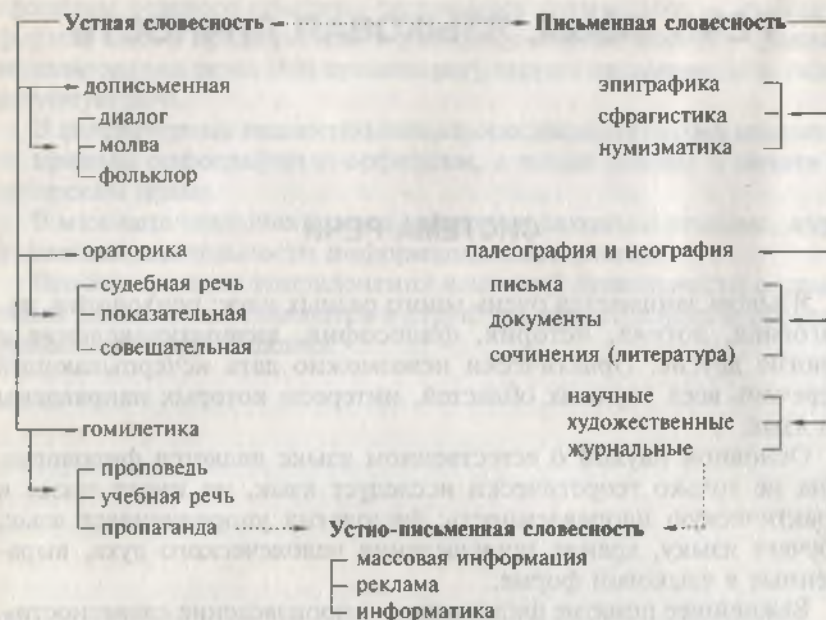 Устная словесность
Письменная словесность
дописьменная
диалог
молва
фольклор
ораторика
судебная речь
показательная
совещательная
гомилетика
проповедь
учебная речь
пропаганда
эпиграфика
сфрагистика
нумизматика
палеография и неография
письма
документы
сочинения (литература)
научные
художественные
журнальные
Устно-письменная словесность
массовая информация
реклама
информатика